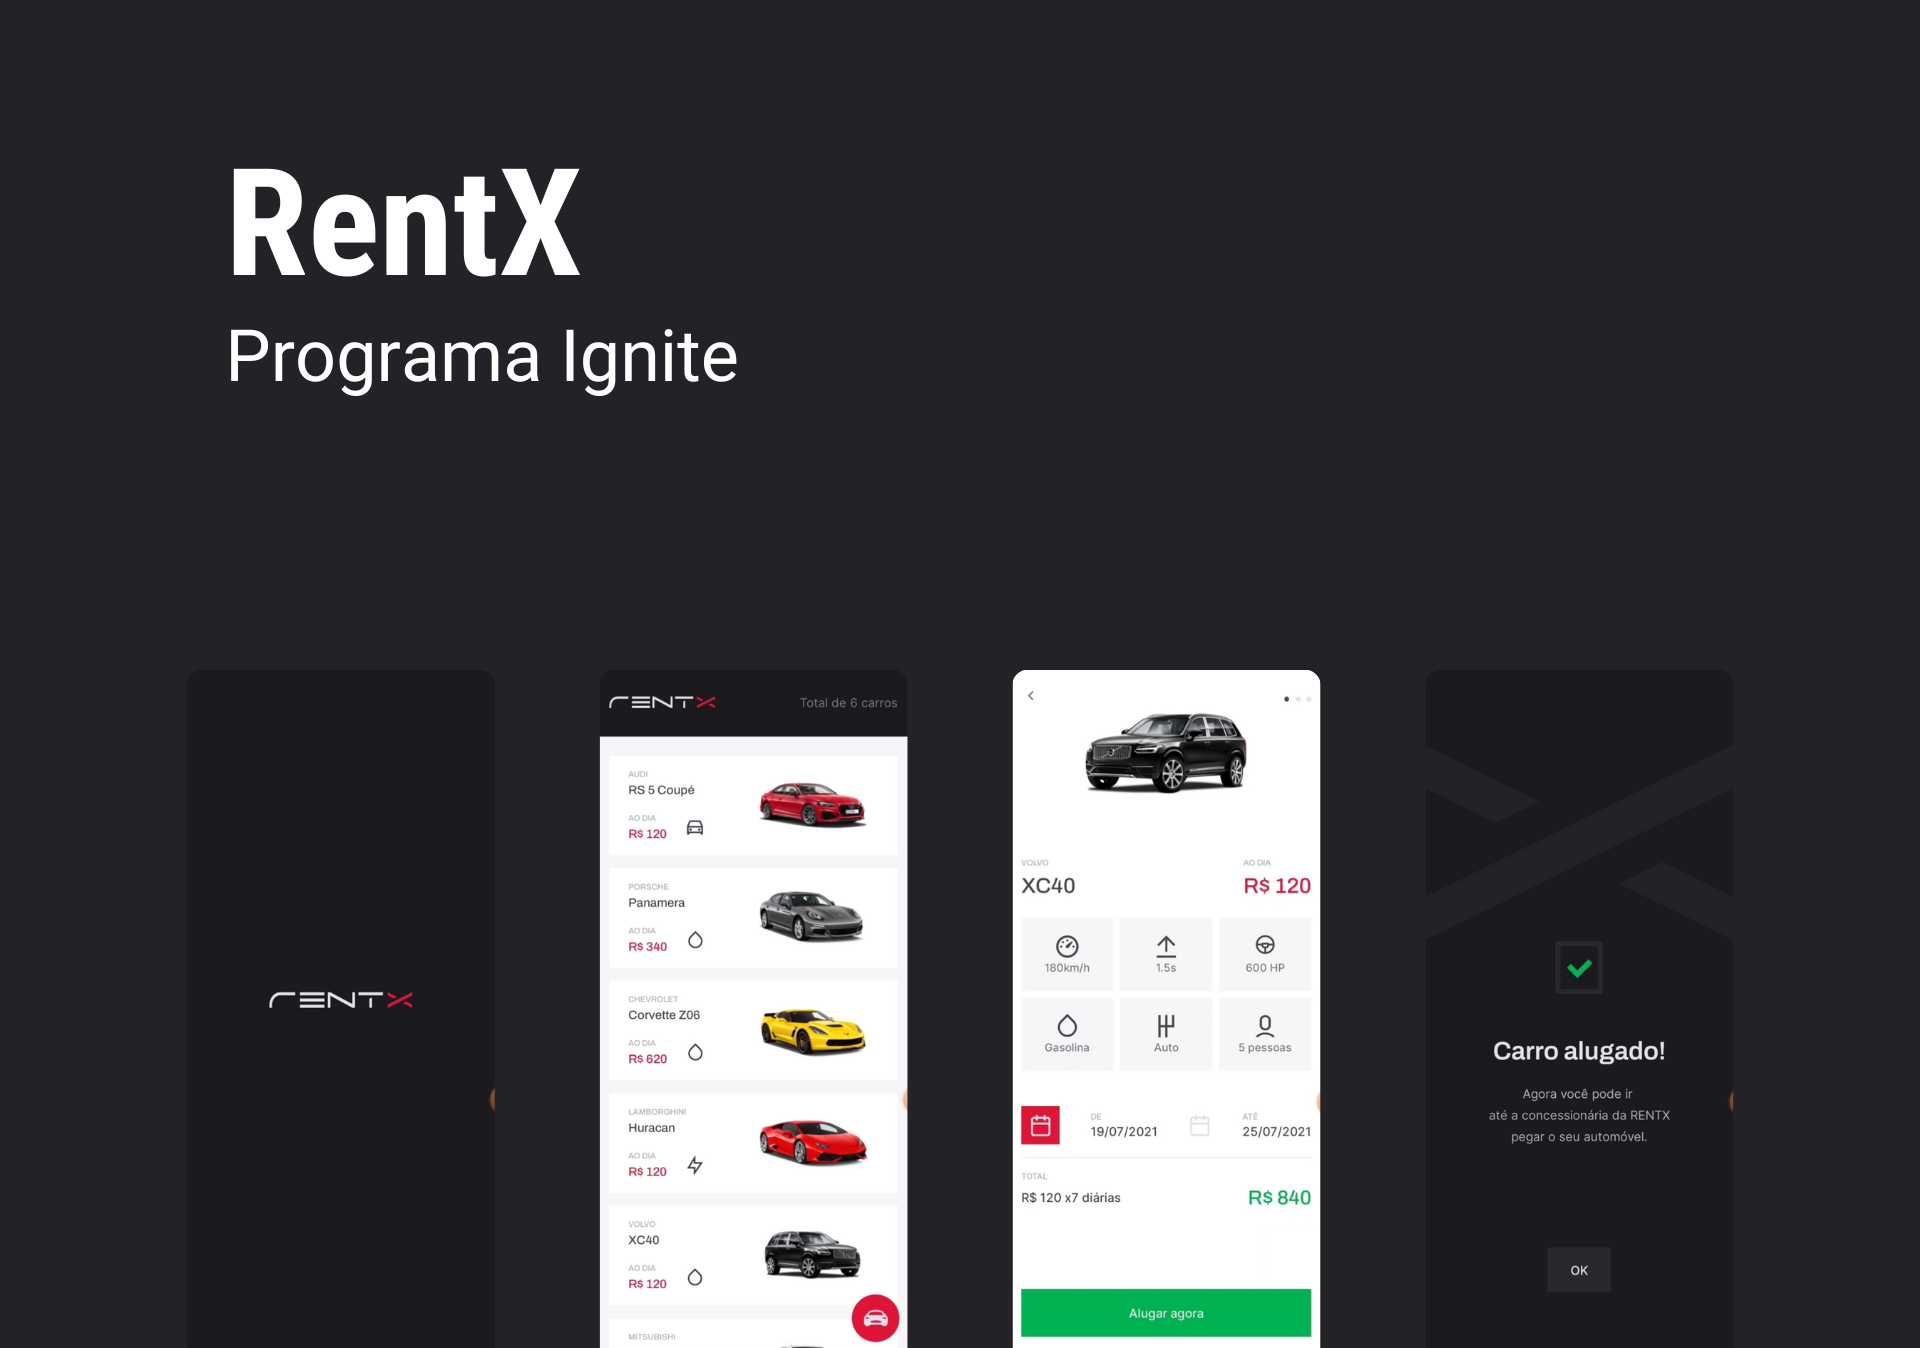 RentX
Programa Ignite
RENTX
RENTX
Total de 6 carros
AUDI
RS 5 Coupé
AO DIA
R$ 120
PORSCHE
Panamera
AO DIA
R$ 340
CHEVROLET
Corvette Z06
AO DIA
R$ 620
LAMBORGHINI
Huracan
AO DIA
R$ 120
VOLVO
XC40
AO DIA
R$ 120
MITSUBISHI
VOLVO
AO DIA
XC40
R$ 120
180km/h
1.5s
600 HP
Gasolina
Auto
5 pessoas
DE
ATÉ
19/07/2021
25/07/2021
TOTAL
R$ 120 x7 diárias
R$ 840
Alugar agora
Carro alugado!
Agora você pode ir
até a concessionária da RENTX
pegar o seu automóvel.
OK